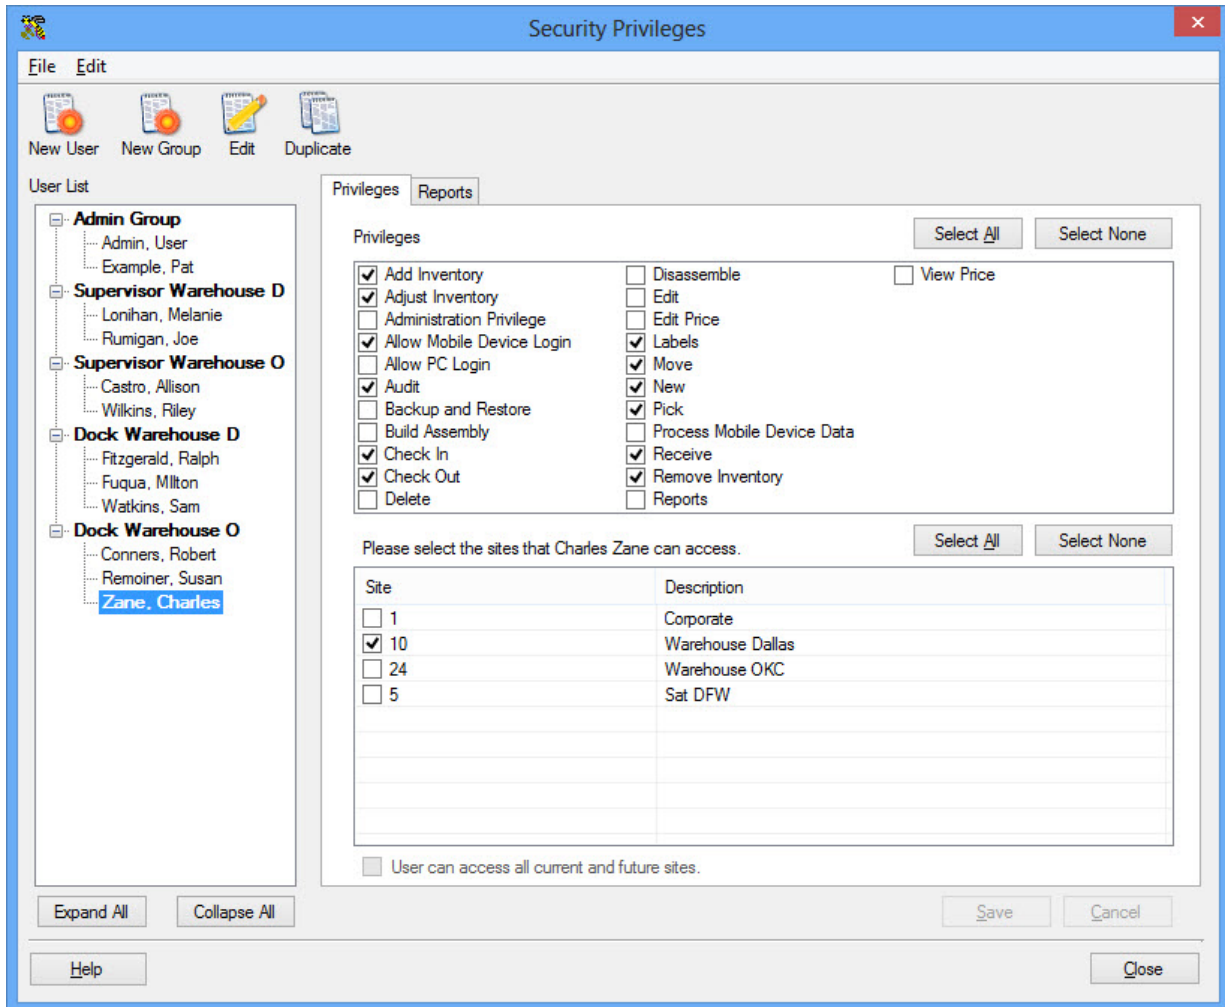 Security Privileges
File Edit
New User New Group Edit Duplicate
User List
Admin Group
Admin, User
Example, Pat
Supervisor Warehouse D
Lonihan, Melanie
Rumigan, Joe
Supervisor Warehouse O
Castro, Allison
Wilkins, Riley
Dock Warehouse D
Fitzgerald, Ralph
Fuqua, MIlton
Watkins, Sam
Dock Warehouse O
Conners, Robert
Remoiner, Susan
Zane, Charles
Expand All Collapse All
Privileges Reports
Privileges Select All Select None
Add Inventory Disassemble View Price
Adjust Inventory Edit
Administration Privilege Edit Price
Allow Mobile Device Login Labels
Allow PC Login Move
Audit New
Backup and Restore Pick
Build Assembly Process Mobile Device Data
Check In Receive
Check Out Remove Inventory
Delete Reports
Please select the sites that Charles Zane can access. Select All Select None
Site Description
1 Corporate
10 Warehouse Dallas
24 Warehouse OKC
5 Sat DFW
User can access all current and future sites.
Save Cancel
Help Close